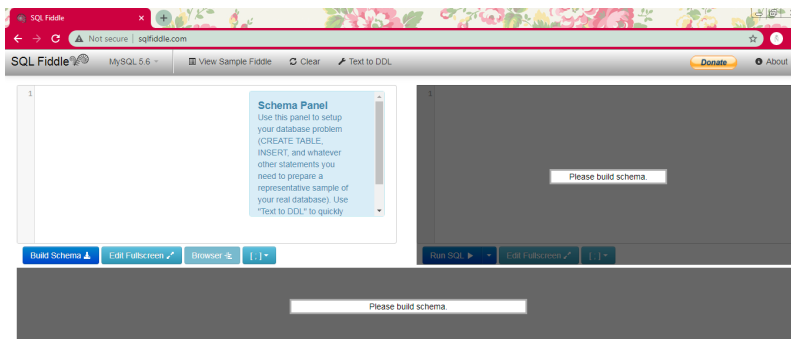 SQL Fiddle
Not secure | sqlfiddle.com
SQL Fiddle MySQL 5.6 View Sample Fiddle Clear Text to DDL Donate About
1
Schema Panel
Use this panel to setup
your database problem
(CREATE TABLE,
INSERT, and whatever
other statements you
need to prepare a
representative sample of
your real database). Use
"Text to DDL" to quickly
1
Please build schema.
Build Schema Edit Fullscreen Browser [ ; ]
Run SQL Edit Fullscreen [ ; ]
Please build schema.